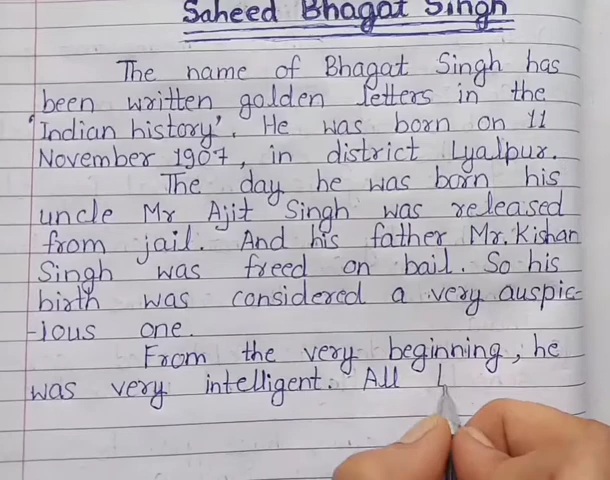 Saheed Bhagat Singh
The name of Bhagat Singh has
been written golden letters in the
'Indian history'. He was born on 11
November 1907, in district Lyalpur.
The day he was born his
uncle Mr Ajit Singh was released
from jail. And his father Mr. Kishan
Singh was freed on bail. So his
birth was considered a very auspic-
-ious one.
From the very beginning, he
was very intelligent. All